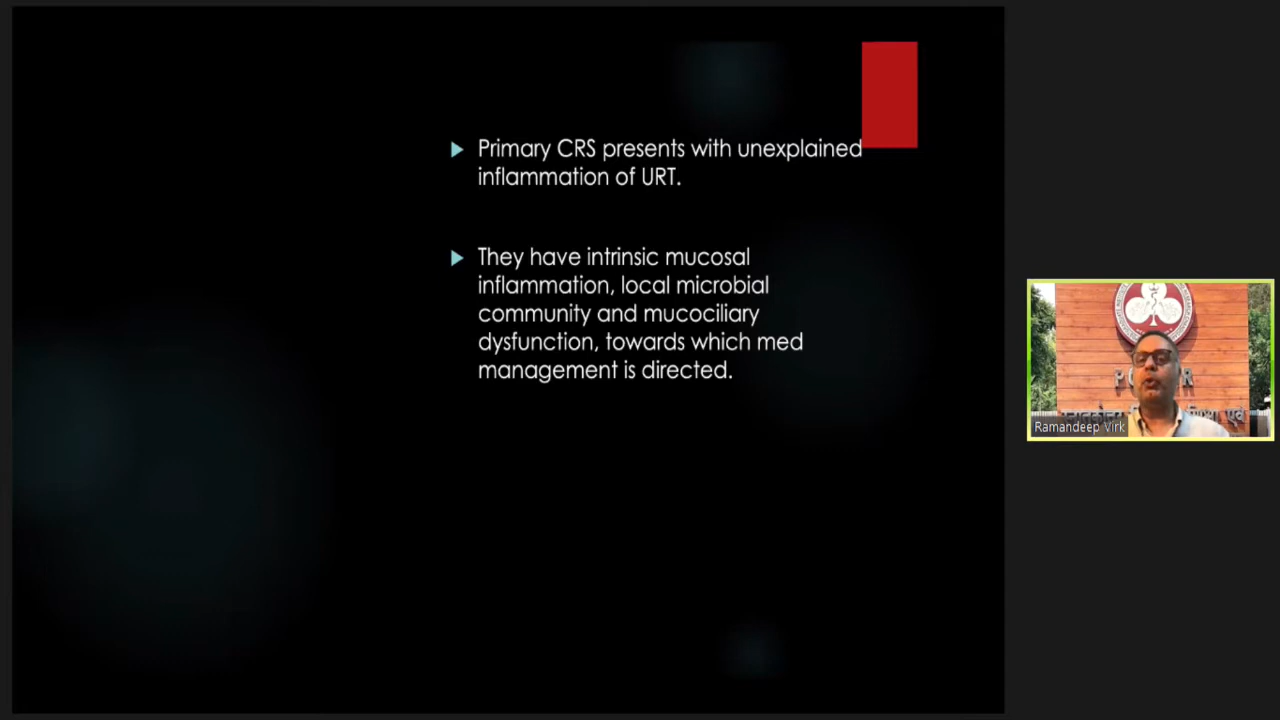 Primary CRS presents with unexplained
inflammation of URT.
They have intrinsic mucosal
inflammation, local microbial
community and mucociliary
dysfunction, towards which med
management is directed.
Ramandeep Virk